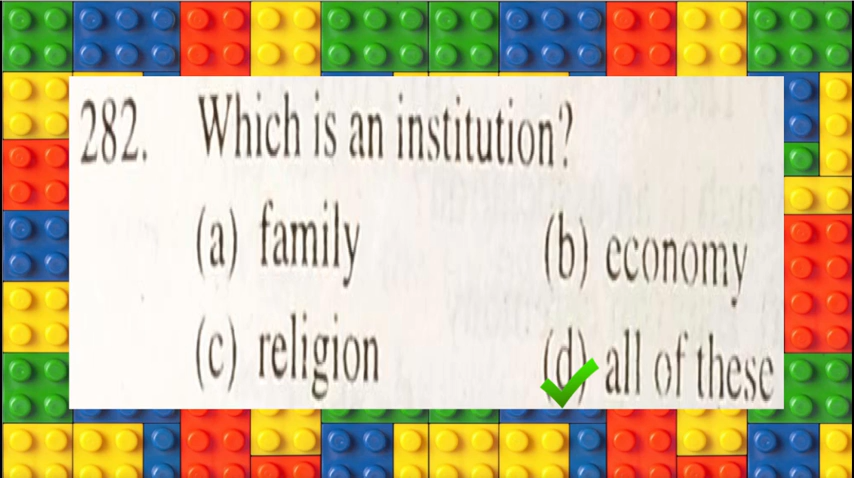 282. Which is an institution?
(a) family (b) economy
(c) religion (d) all of these